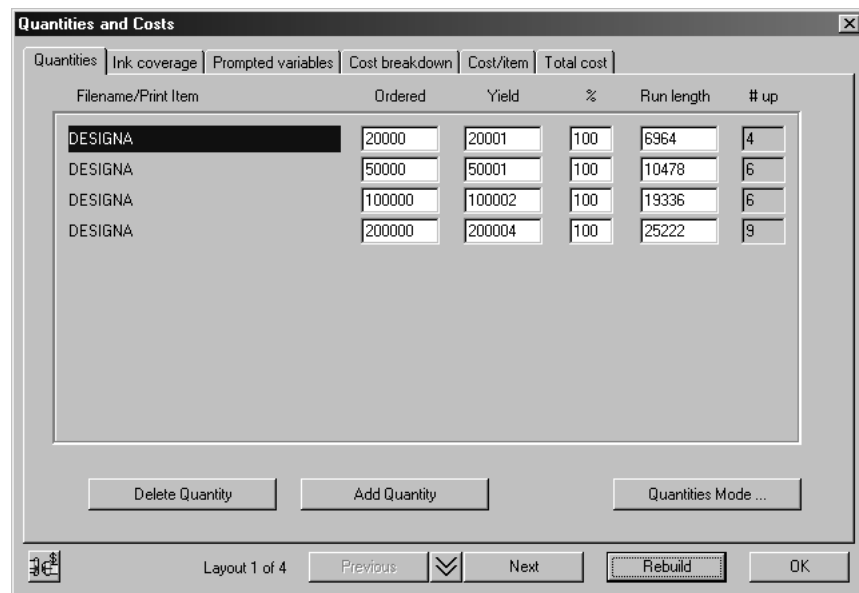 Quantities and Costs
Quantities Ink coverage Prompted variables Cost breakdown Cost/item Total cost
Filename/Print Item Ordered Yield % Run length # up
DESIGNA 20000 20001 100 6964 4
DESIGNA 50000 50001 100 10478 6
DESIGNA 100000 100002 100 19336 6
DESIGNA 200000 200004 100 25222 9
Delete Quantity Add Quantity Quantities Mode ...
$ Layout 1 of 4 Previous Next Rebuild OK